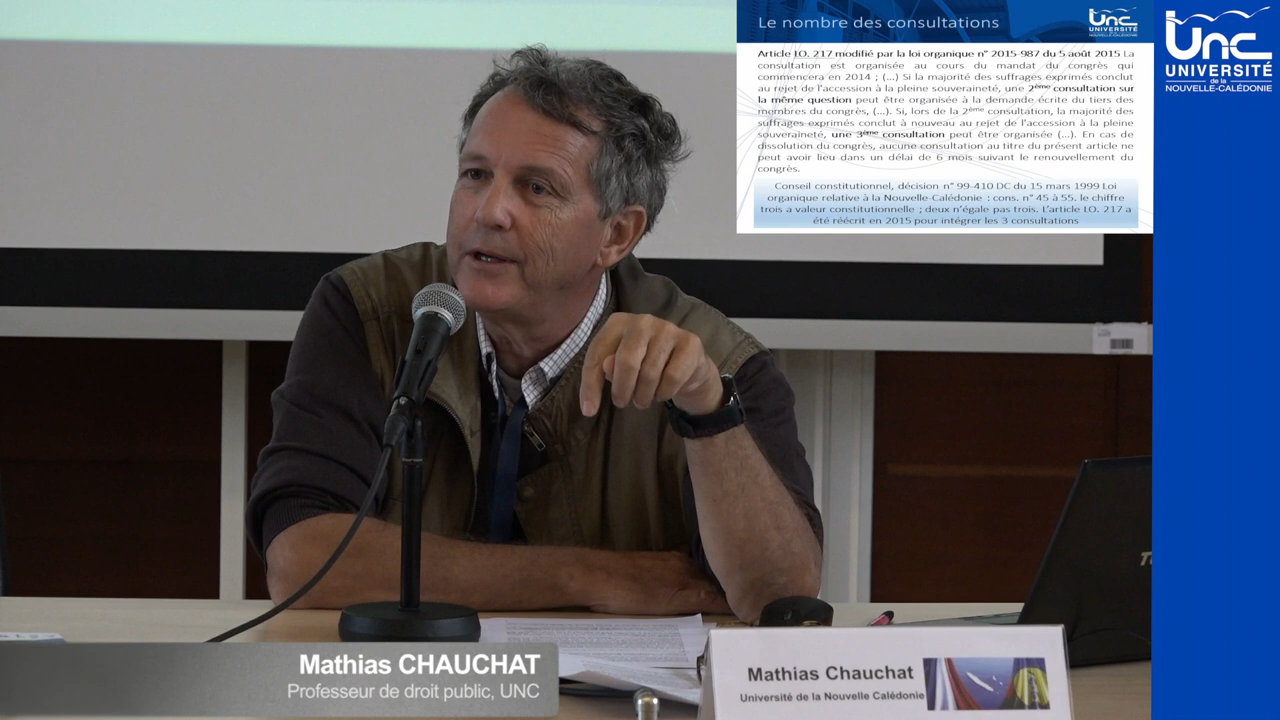 Le nombre des consultations
Unc
UNIVERSITÉ
de la
NOUVELLE-CALÉDONIE
Article LO. 217 modifié par la loi organique n° 2015-987 du 5 août 2015 La
consultation est organisée au cours du mandat du congrès qui
commencera en 2014 ; (...) Si la majorité des suffrages exprimés conclut
au rejet de l'accession à la pleine souveraineté, une 2ème consultation sur
la même question peut être organisée à la demande écrite du tiers des
membres du congrès, (...). Si, lors de la 2ème consultation, la majorité des
suffrages exprimés conclut à nouveau au rejet de l'accession à la pleine
souveraineté, une 3ème consultation peut être organisée (...). En cas de
dissolution du congrès, aucune consultation au titre du présent article ne
peut avoir lieu dans un délai de 6 mois suivant le renouvellement du
congrès.
Conseil constitutionnel, décision n° 99-410 DC du 15 mars 1999 Loi
organique relative à la Nouvelle-Calédonie : cons. n° 45 à 55. le chiffre
trois a valeur constitutionnelle ; deux n'égale pas trois. L'article LO. 217 a
été réécrit en 2015 pour intégrer les 3 consultations
Unc
UNIVERSITÉ
de la
NOUVELLE-CALÉDONIE
Mathias CHAUCHAT
Professeur de droit public, UNC
Mathias Chauchat
Université de la Nouvelle Calédonie